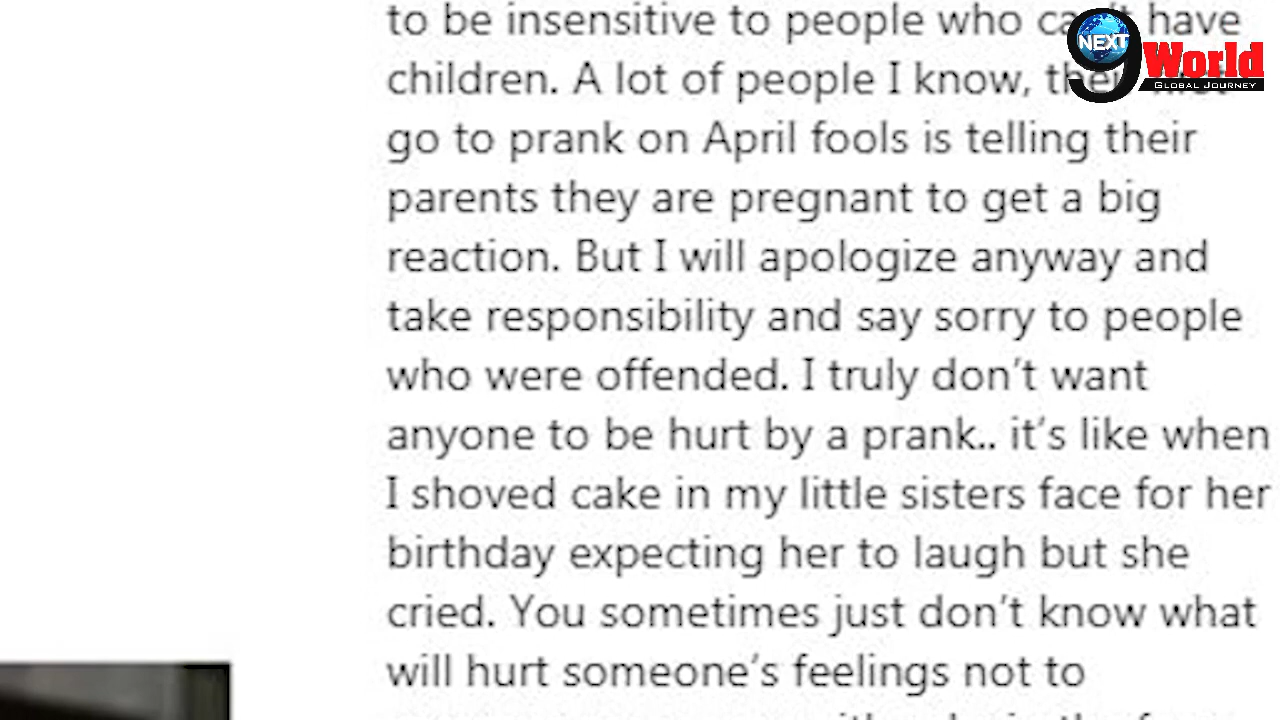 to be insensitive to people who can't have
children. A lot of people I know, their
go to prank on April fools is telling their
parents they are pregnant to get a big
reaction. But I will apologize anyway and
take responsibility and say sorry to people
who were offended. I truly don't want
anyone to be hurt by a prank.. it's like when
I shoved cake in my little sisters face for her
birthday expecting her to laugh but she
cried. You sometimes just don't know what
will hurt someone's feelings not to
9 NEXT World
GLOBAL JOURNEY